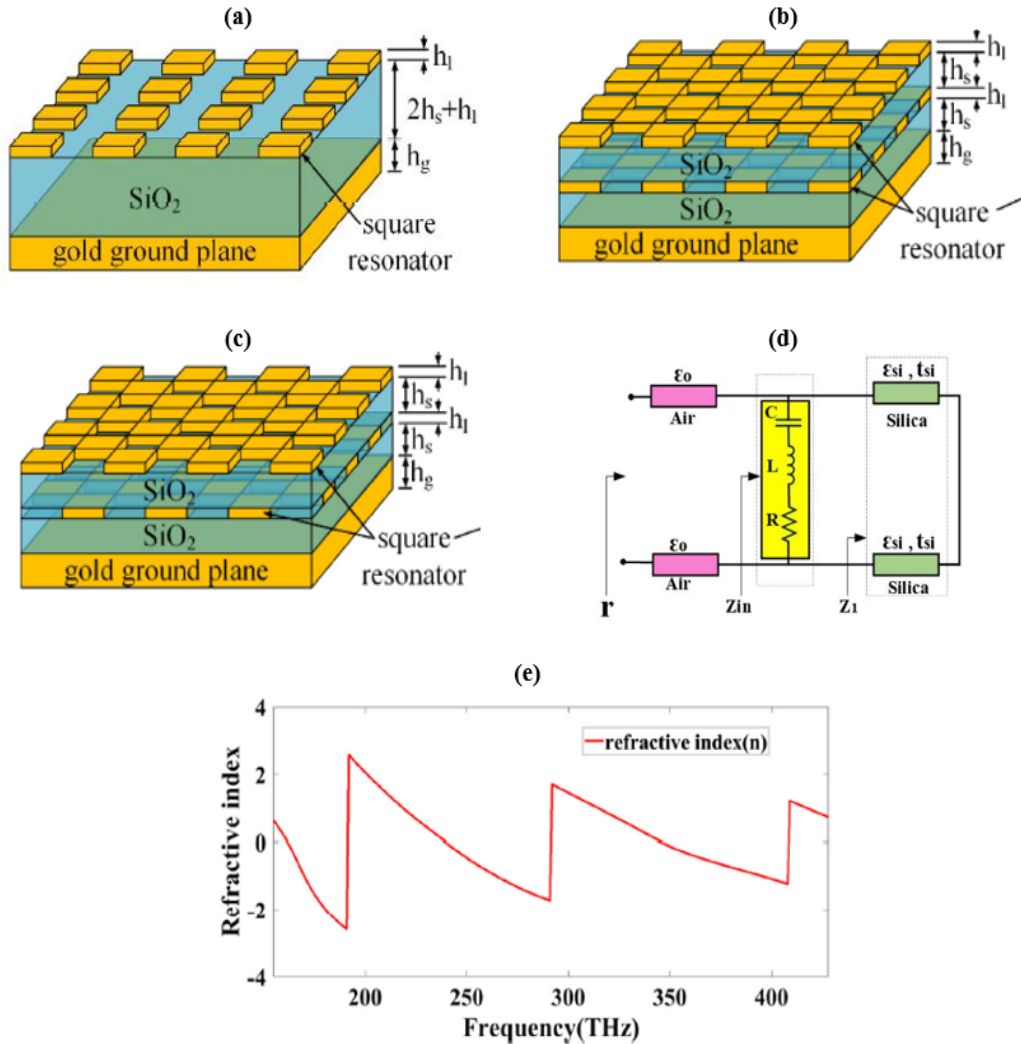 (a)
h_l
2h_s+h_l
h_g
SiO₂
gold ground plane
square
resonator
(b)
h_l
h_s
h_l
h_s
h_g
SiO₂
SiO₂
gold ground plane
square
resonator
(c)
h_l
h_s
h_l
h_s
h_g
SiO₂
SiO₂
gold ground plane
square
resonator
(d)
εo
Air
C
L
R
εsi , tsi
Silica
εo
Air
εsi , tsi
Silica
r
Zin
Z1
(e)
4
2
0
-2
-4
Refractive index
refractive index(n)
200 250 300 350 400
Frequency(THz)